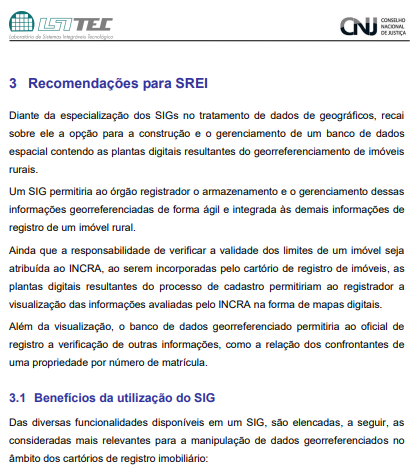 LSITEC
Laboratório de Sistemas Integráveis Tecnológico
CNJ CONSELHO
NACIONAL
DE JUSTIÇA
3 Recomendações para SREI
Diante da especialização dos SIGs no tratamento de dados de geográficos, recai
sobre ele a opção para a construção e o gerenciamento de um banco de dados
espacial contendo as plantas digitais resultantes do georreferenciamento de imóveis
rurais.
Um SIG permitiria ao órgão registrador o armazenamento e o gerenciamento dessas
informações georreferenciadas de forma ágil e integrada às demais informações de
registro de um imóvel rural.
Ainda que a responsabilidade de verificar a validade dos limites de um imóvel seja
atribuída ao INCRA, ao serem incorporadas pelo cartório de registro de imóveis, as
plantas digitais resultantes do processo de cadastro permitiriam ao registrador a
visualização das informações avaliadas pelo INCRA na forma de mapas digitais.
Além da visualização, o banco de dados georreferenciado permitiria ao oficial de
registro a verificação de outras informações, como a relação dos confrontantes de
uma propriedade por número de matrícula.
3.1 Benefícios da utilização do SIG
Das diversas funcionalidades disponíveis em um SIG, são elencadas, a seguir, as
consideradas mais relevantes para a manipulação de dados georreferenciados no
âmbito dos cartórios de registro imobiliário: